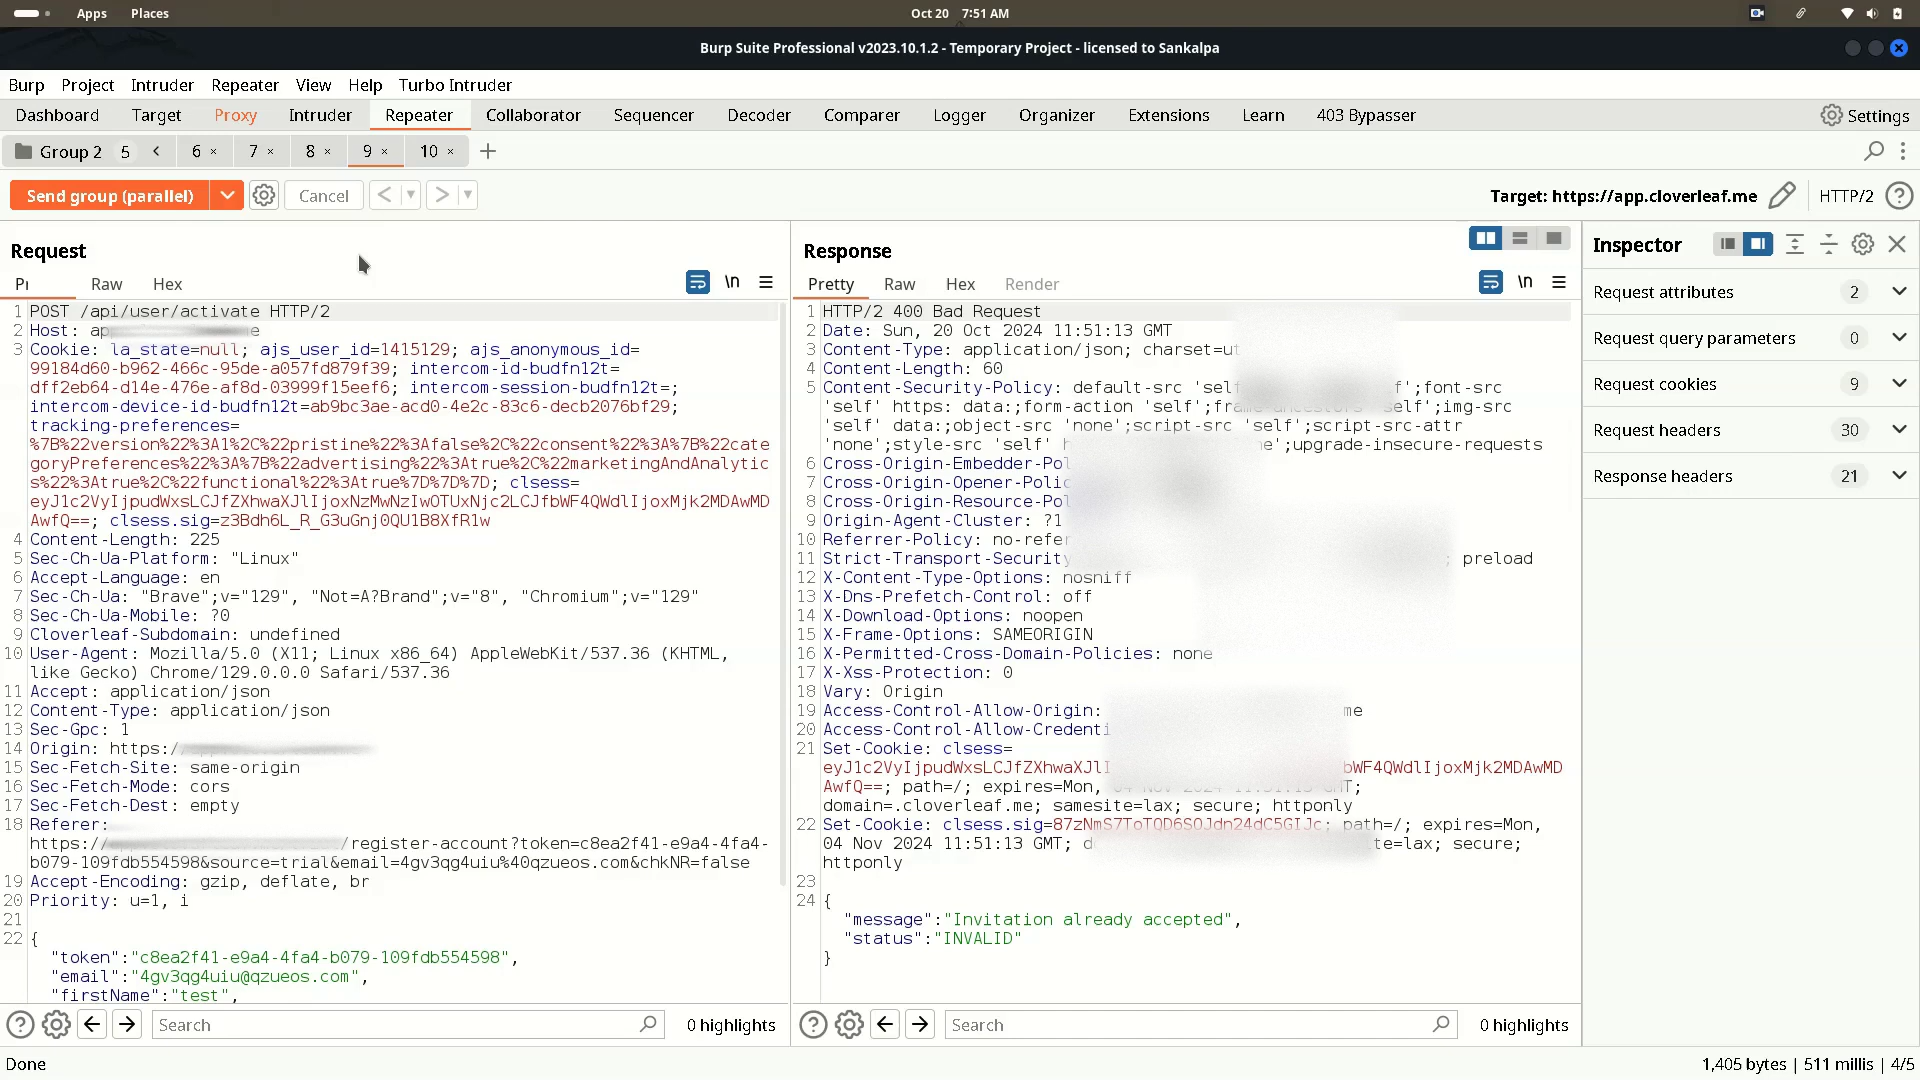 Apps Places Oct 20 7:51 AM
Burp Suite Professional v2023.10.1.2 - Temporary Project - licensed to Sankalpa
Burp Project Intruder Repeater View Help Turbo Intruder
Dashboard Target Proxy Intruder Repeater Collaborator Sequencer Decoder Comparer Logger Organizer Extensions Learn 403 Bypasser Settings
Group 2 5 < 6 × 7 × 8 × 9 × 10 × +
Send group (parallel) Cancel < > Target: https://app.cloverleaf.me HTTP/2 ?
Request
Raw Hex \n
1 POST /api/user/activate HTTP/2
2 Host: ap
3 Cookie: la_state=null; ajs_user_id=1415129; ajs_anonymous_id=
99184d60-b962-466c-95de-a057fd879f39; intercom-id-budfn12t=
dff2eb64-d14e-476e-af8d-03999f15eef6; intercom-session-budfn12t=;
intercom-device-id-budfn12t=ab9bc3ae-acd0-4e2c-83c6-decb2076bf29;
tracking-preferences=
%7B%22version%22%3A1%2C%22pristine%22%3Afalse%2C%22consent%22%3A%7B%22cate
goryPreferences%22%3A%7B%22advertising%22%3Atrue%2C%22marketingAndAnalytic
s%22%3Atrue%2C%22functional%22%3Atrue%7D%7D%7D; clsess=
eyJ1c2VyIjpudWxsLCJfZXhwaXJlIjoxNzMwNzIwOTUxNjc2LCJfbWF4QWdlIjoxMjk2MDAwMD
AwfQ==; clsess.sig=z3Bdh6L_R_G3uGnj0QU1B8XfR1w
4 Content-Length: 225
5 Sec-Ch-Ua-Platform: "Linux"
6 Accept-Language: en
7 Sec-Ch-Ua: "Brave";v="129", "Not=A?Brand";v="8", "Chromium";v="129"
8 Sec-Ch-Ua-Mobile: ?0
9 Cloverleaf-Subdomain: undefined
10 User-Agent: Mozilla/5.0 (X11; Linux x86_64) AppleWebKit/537.36 (KHTML,
like Gecko) Chrome/129.0.0.0 Safari/537.36
11 Accept: application/json
12 Content-Type: application/json
13 Sec-Gpc: 1
14 Origin: https:/
15 Sec-Fetch-Site: same-origin
16 Sec-Fetch-Mode: cors
17 Sec-Fetch-Dest: empty
18 Referer:
https:/ /register-account?token=c8ea2f41-e9a4-4fa4-
b079-109fdb554598&source=trial&email=4gv3qg4uiu%40qzueos.com&chkNR=false
19 Accept-Encoding: gzip, deflate, br
20 Priority: u=1, i
21
22 {
"token":"c8ea2f41-e9a4-4fa4-b079-109fdb554598",
"email":"4gv3qg4uiu@qzueos.com",
"firstName":"test",
? Search 0 highlights
Response
Pretty Raw Hex Render \n
1 HTTP/2 400 Bad Request
2 Date: Sun, 20 Oct 2024 11:51:13 GMT
3 Content-Type: application/json; charset=ut
4 Content-Length: 60
5 Content-Security-Policy: default-src 'self ;font-src
'self' https: data:;form-action 'self';frame-ancestors 'self';img-src
'self' data:;object-src 'none';script-src 'self';script-src-attr
'none';style-src 'self' ;upgrade-insecure-requests
6 Cross-Origin-Embedder-Pol
7 Cross-Origin-Opener-Polic
8 Cross-Origin-Resource-Pol
9 Origin-Agent-Cluster: ?1
10 Referrer-Policy: no-refer
11 Strict-Transport-Security ; preload
12 X-Content-Type-Options: nosniff
13 X-Dns-Prefetch-Control: off
14 X-Download-Options: noopen
15 X-Frame-Options: SAMEORIGIN
16 X-Permitted-Cross-Domain-Policies: none
17 X-Xss-Protection: 0
18 Vary: Origin
19 Access-Control-Allow-Origin: me
20 Access-Control-Allow-Credenti
21 Set-Cookie: clsess=
eyJ1c2VyIjpudWxsLCJfZXhwaXJlI bWF4QWdlIjoxMjk2MDAwMD
AwfQ==; path=/; expires=Mon, 04 Nov 2024 11:51:13 GMT;
domain=.cloverleaf.me; samesite=lax; secure; httponly
22 Set-Cookie: clsess.sig= path=/; expires=Mon,
04 Nov 2024 11:51:13 GMT; d te=lax; secure;
httponly
23
24 {
"message":"Invitation already accepted",
"status":"INVALID"
}
? Search 0 highlights
Inspector
Request attributes 2
Request query parameters 0
Request cookies 9
Request headers 30
Response headers 21
Done 1,405 bytes | 511 millis | 4/5